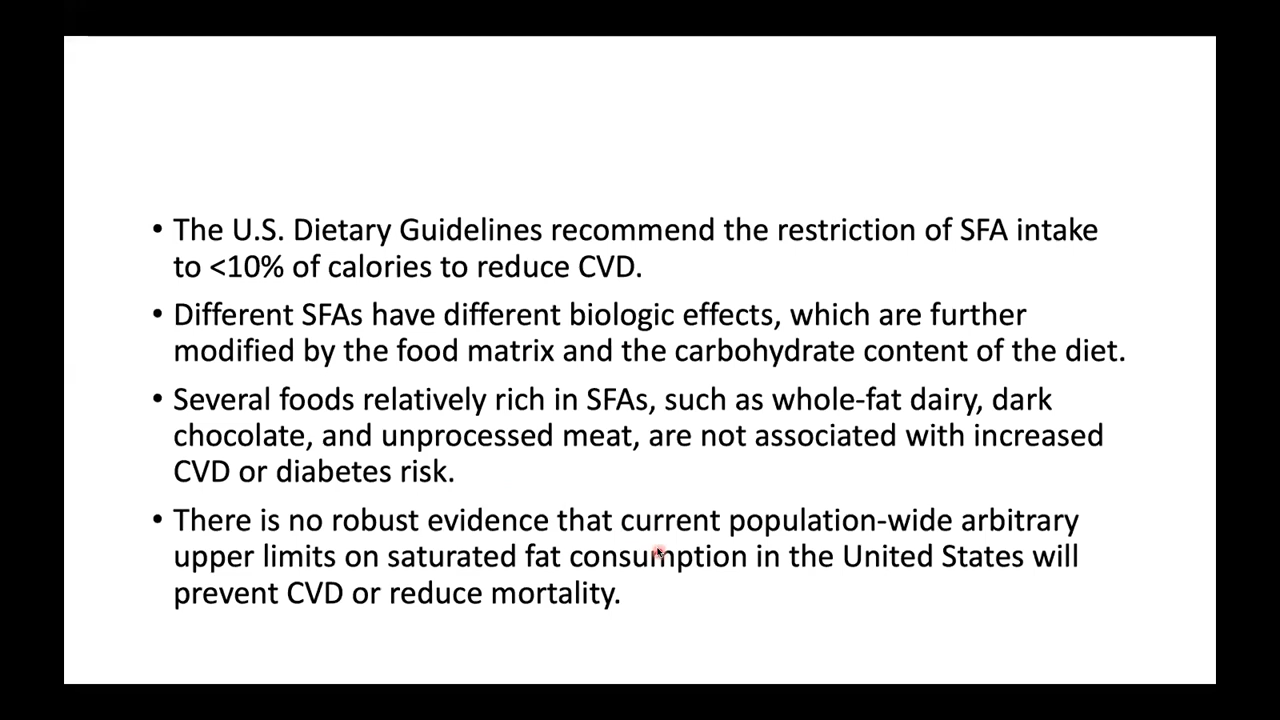 • The U.S. Dietary Guidelines recommend the restriction of SFA intake
to <10% of calories to reduce CVD.
• Different SFAs have different biologic effects, which are further
modified by the food matrix and the carbohydrate content of the diet.
• Several foods relatively rich in SFAs, such as whole-fat dairy, dark
chocolate, and unprocessed meat, are not associated with increased
CVD or diabetes risk.
• There is no robust evidence that current population-wide arbitrary
upper limits on saturated fat consumption in the United States will
prevent CVD or reduce mortality.